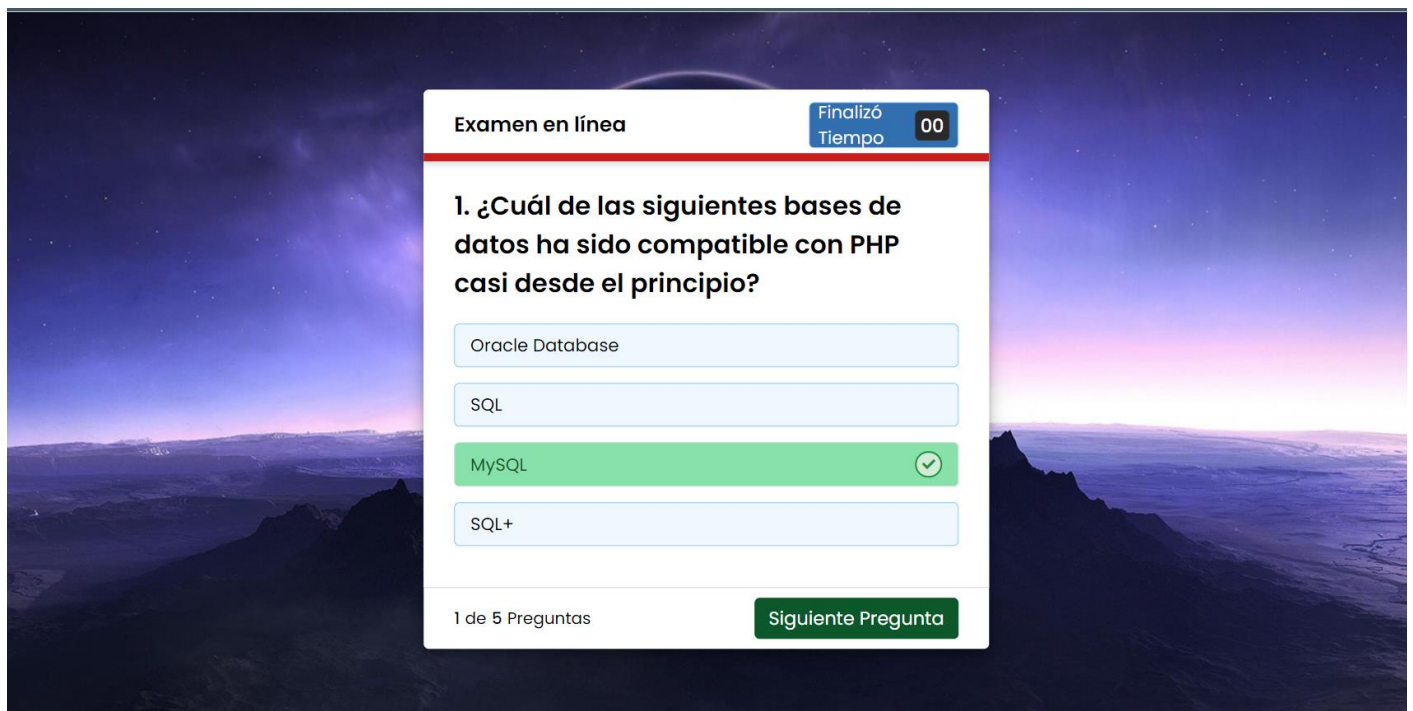 Examen en línea
Finalizó
Tiempo
00
1. ¿Cuál de las siguientes bases de
datos ha sido compatible con PHP
casi desde el principio?
Oracle Database
SQL
MySQL
SQL+
1 de 5 Preguntas
Siguiente Pregunta